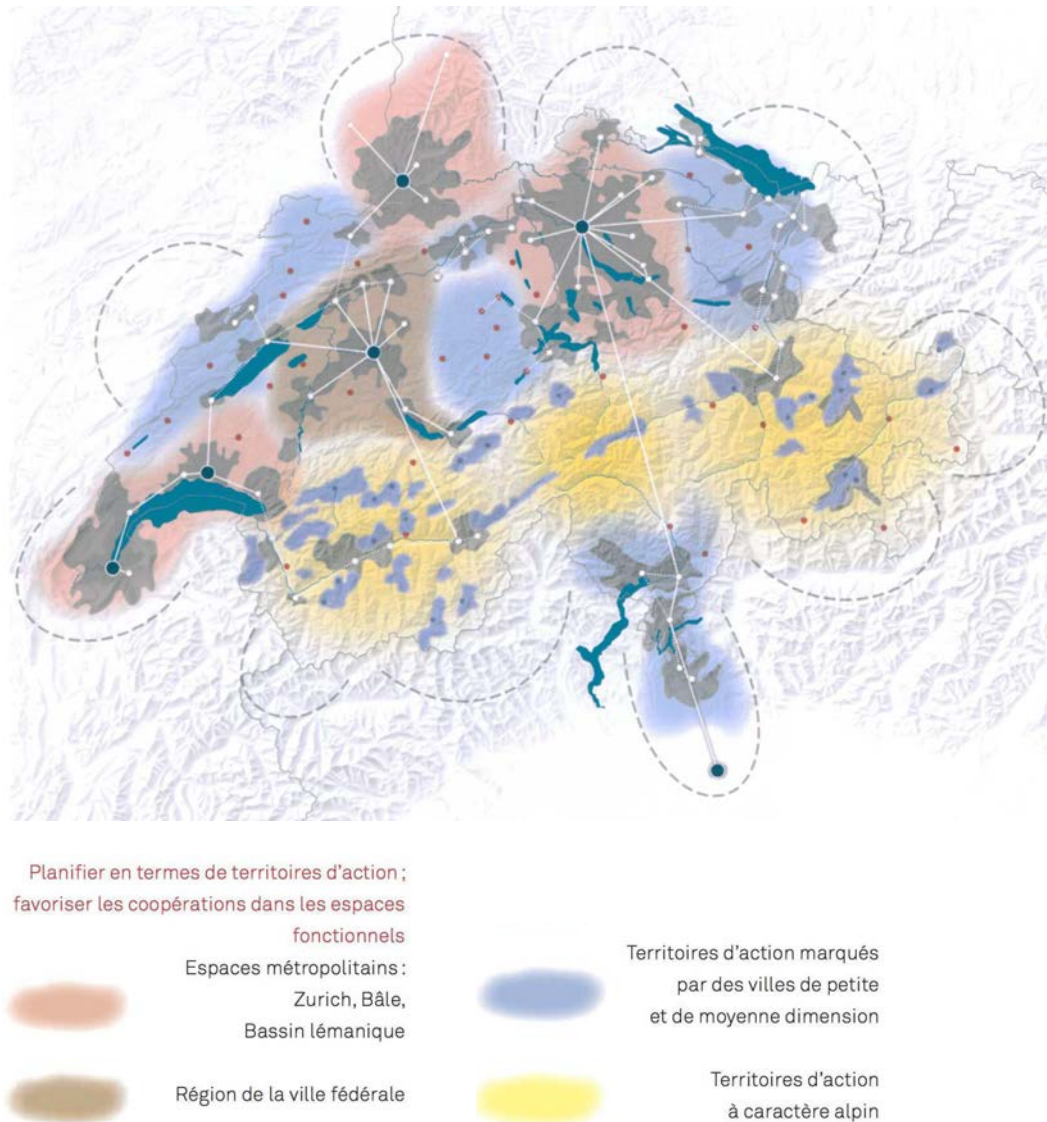 Planifier en termes de territoires d'action ;
favoriser les coopérations dans les espaces
fonctionnels
Espaces métropolitains :
Zurich, Bâle,
Bassin lémanique
Région de la ville fédérale
Territoires d'action marqués
par des villes de petite
et de moyenne dimension
Territoires d'action
à caractère alpin